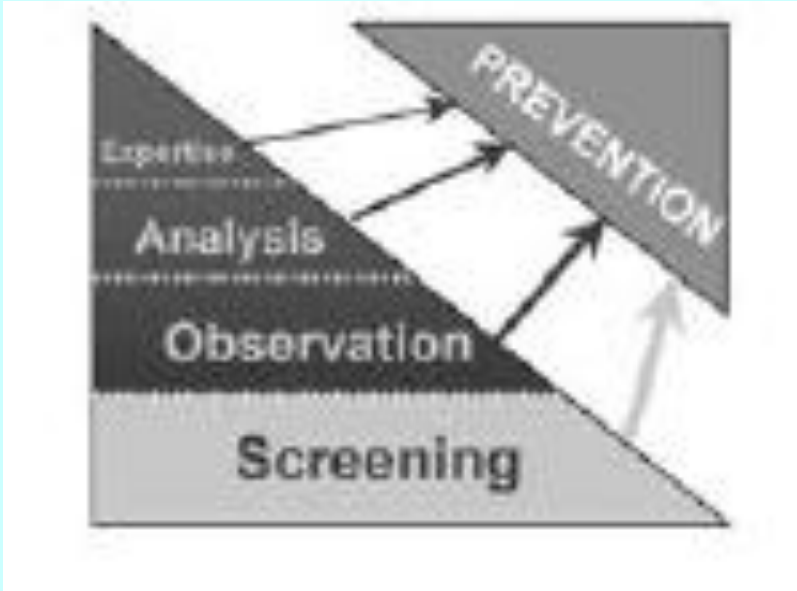 PREVENTION
Expertise
Analysis
Observation
Screening